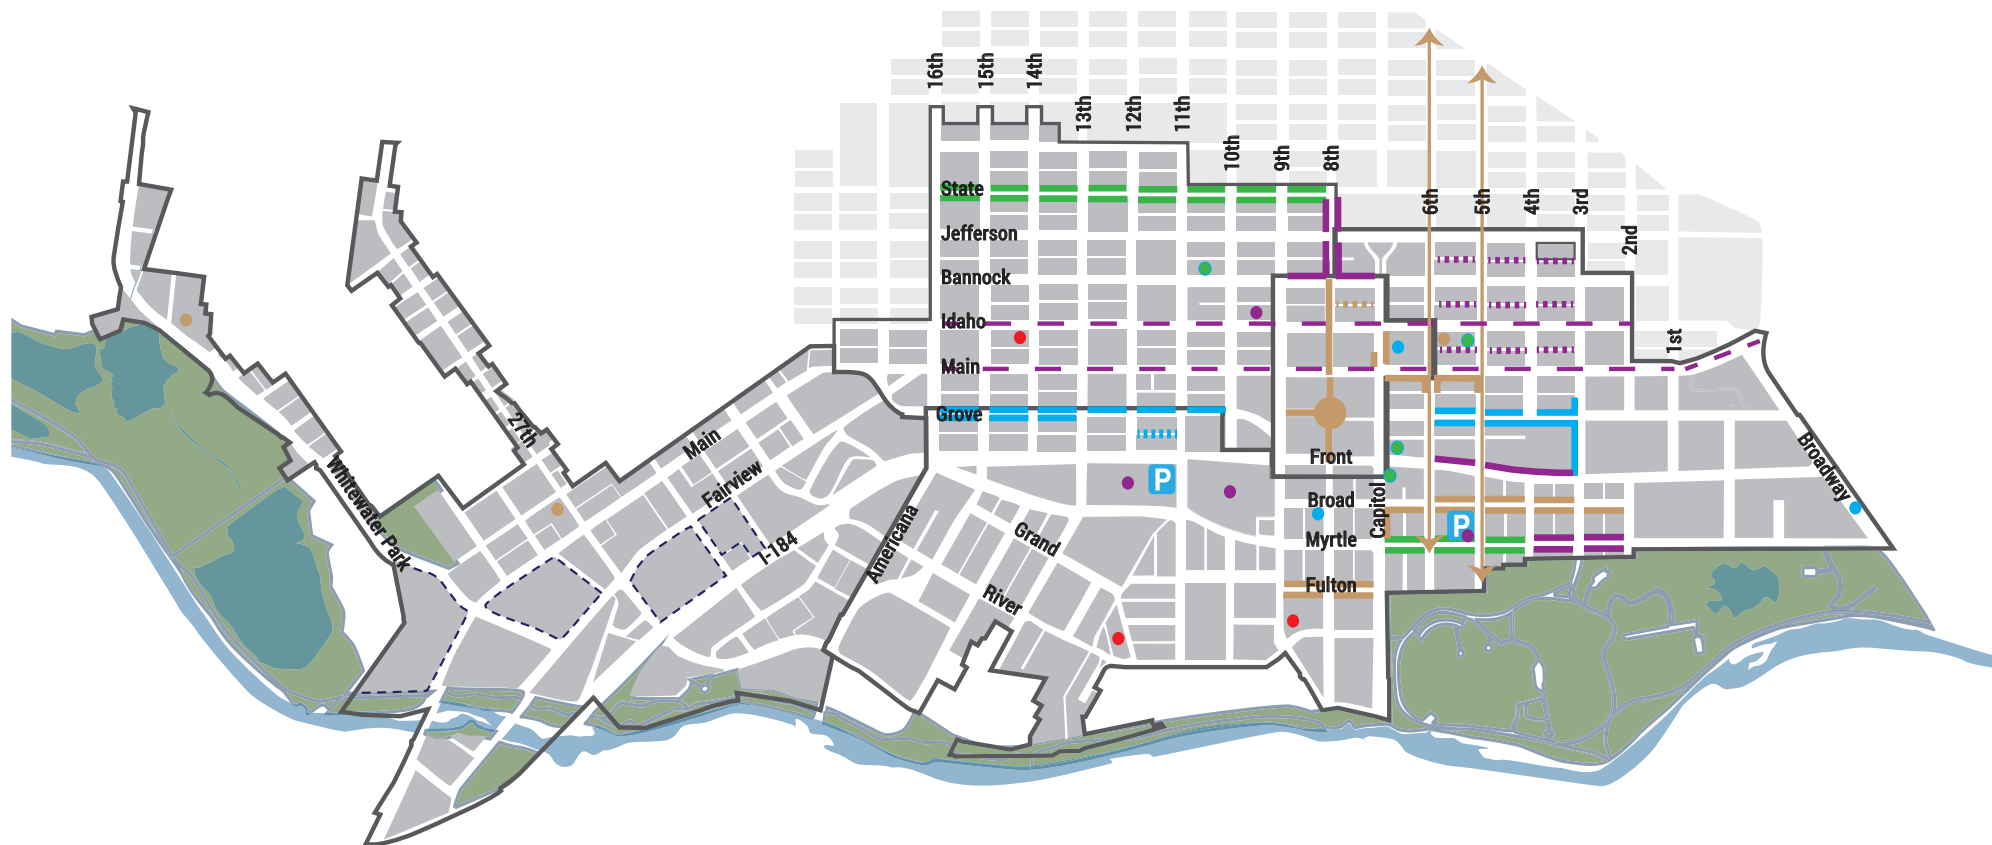 16th
15th
14th
13th
12th
11th
10th
9th
8th
6th
5th
4th
3rd
2nd
1st
State
Jefferson
Bannock
Idaho
Main
Grove
27th
Main
Fairview
I-184
Whitewater Park
Americana
Grand
River
Front
Broad
Capitol
Myrtle
Fulton
Broadway
P
P